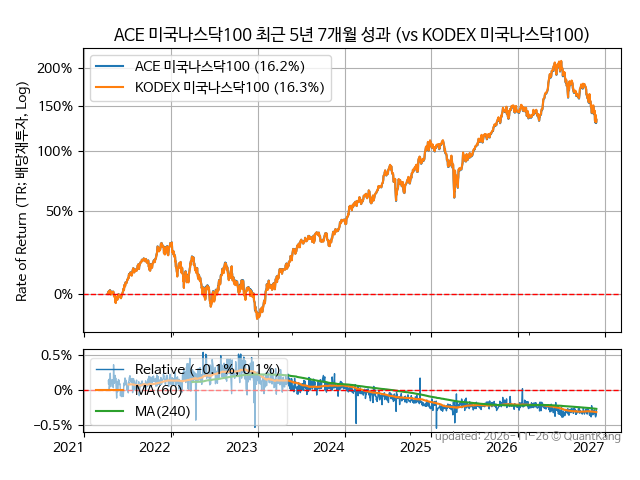 ACE 미국나스닥100 최근 5년 7개월 성과 (vs KODEX 미국나스닥100)
Rate of Return (TR: 배당재투자, Log)
200%
150%
100%
50%
0%
ACE 미국나스닥100 (16.2%)
KODEX 미국나스닥100 (16.3%)
0.5%
0%
−0.5%
Relative (-0.1%, 0.1%)
MA(60)
MA(240)
updated: 2026-11-26 © QuantKang
2021 2022 2023 2024 2025 2026 2027